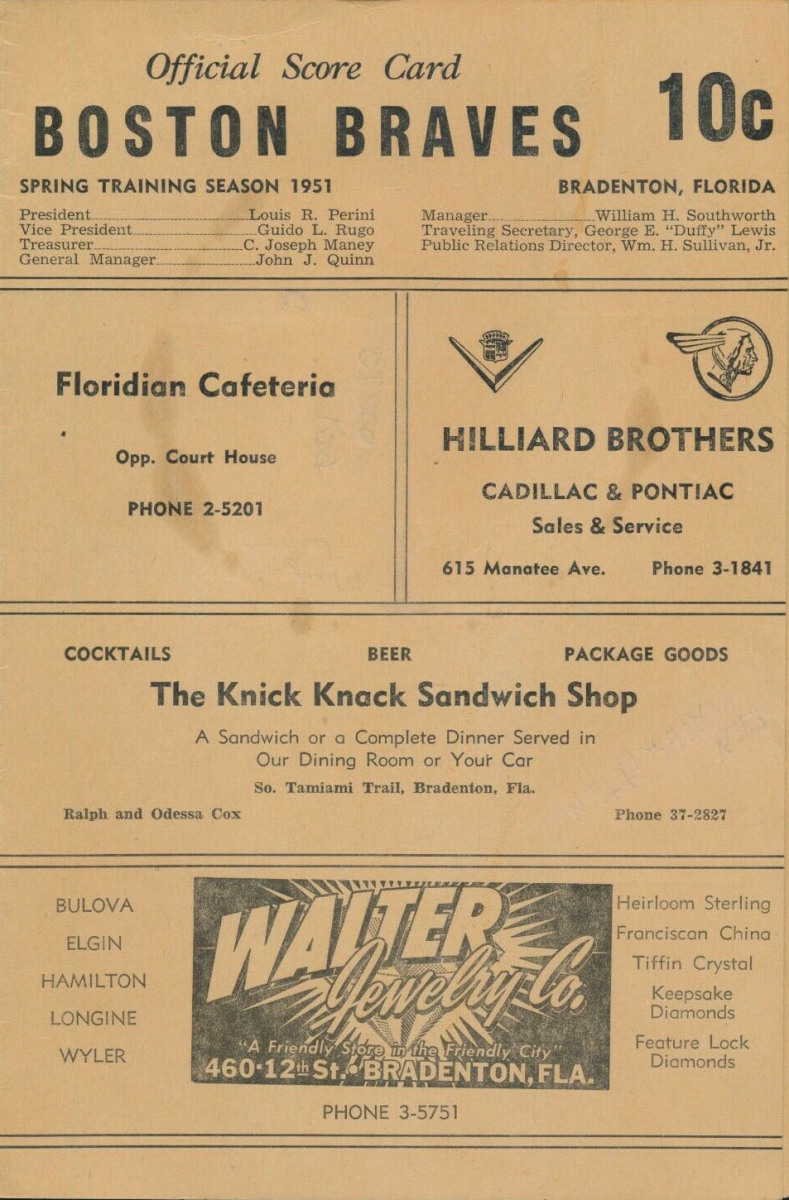 Official Score Card
BOSTON BRAVES
10c
SPRING TRAINING SEASON 1951
BRADENTON, FLORIDA
President Louis R. Perini
Vice President Guido L. Rugo
Treasurer C. Joseph Maney
General Manager John J. Quinn
Manager William H. Southworth
Traveling Secretary, George E. "Duffy" Lewis
Public Relations Director, Wm. H. Sullivan, Jr.
Floridian Cafeteria
Opp. Court House
PHONE 2-5201
HILLIARD BROTHERS
CADILLAC & PONTIAC
Sales & Service
615 Manatee Ave. Phone 3-1841
COCKTAILS BEER PACKAGE GOODS
The Knick Knack Sandwich Shop
A Sandwich or a Complete Dinner Served in
Our Dining Room or Your Car
So. Tamiami Trail, Bradenton, Fla.
Ralph and Odessa Cox Phone 37-2827
BULOVA
ELGIN
HAMILTON
LONGINE
WYLER
WALTER
Jewelry Co.
"A Friendly Store in the Friendly City"
460•12th St.•BRADENTON, FLA.
Heirloom Sterling
Franciscan China
Tiffin Crystal
Keepsake
Diamonds
Feature Lock
Diamonds
PHONE 3-5751